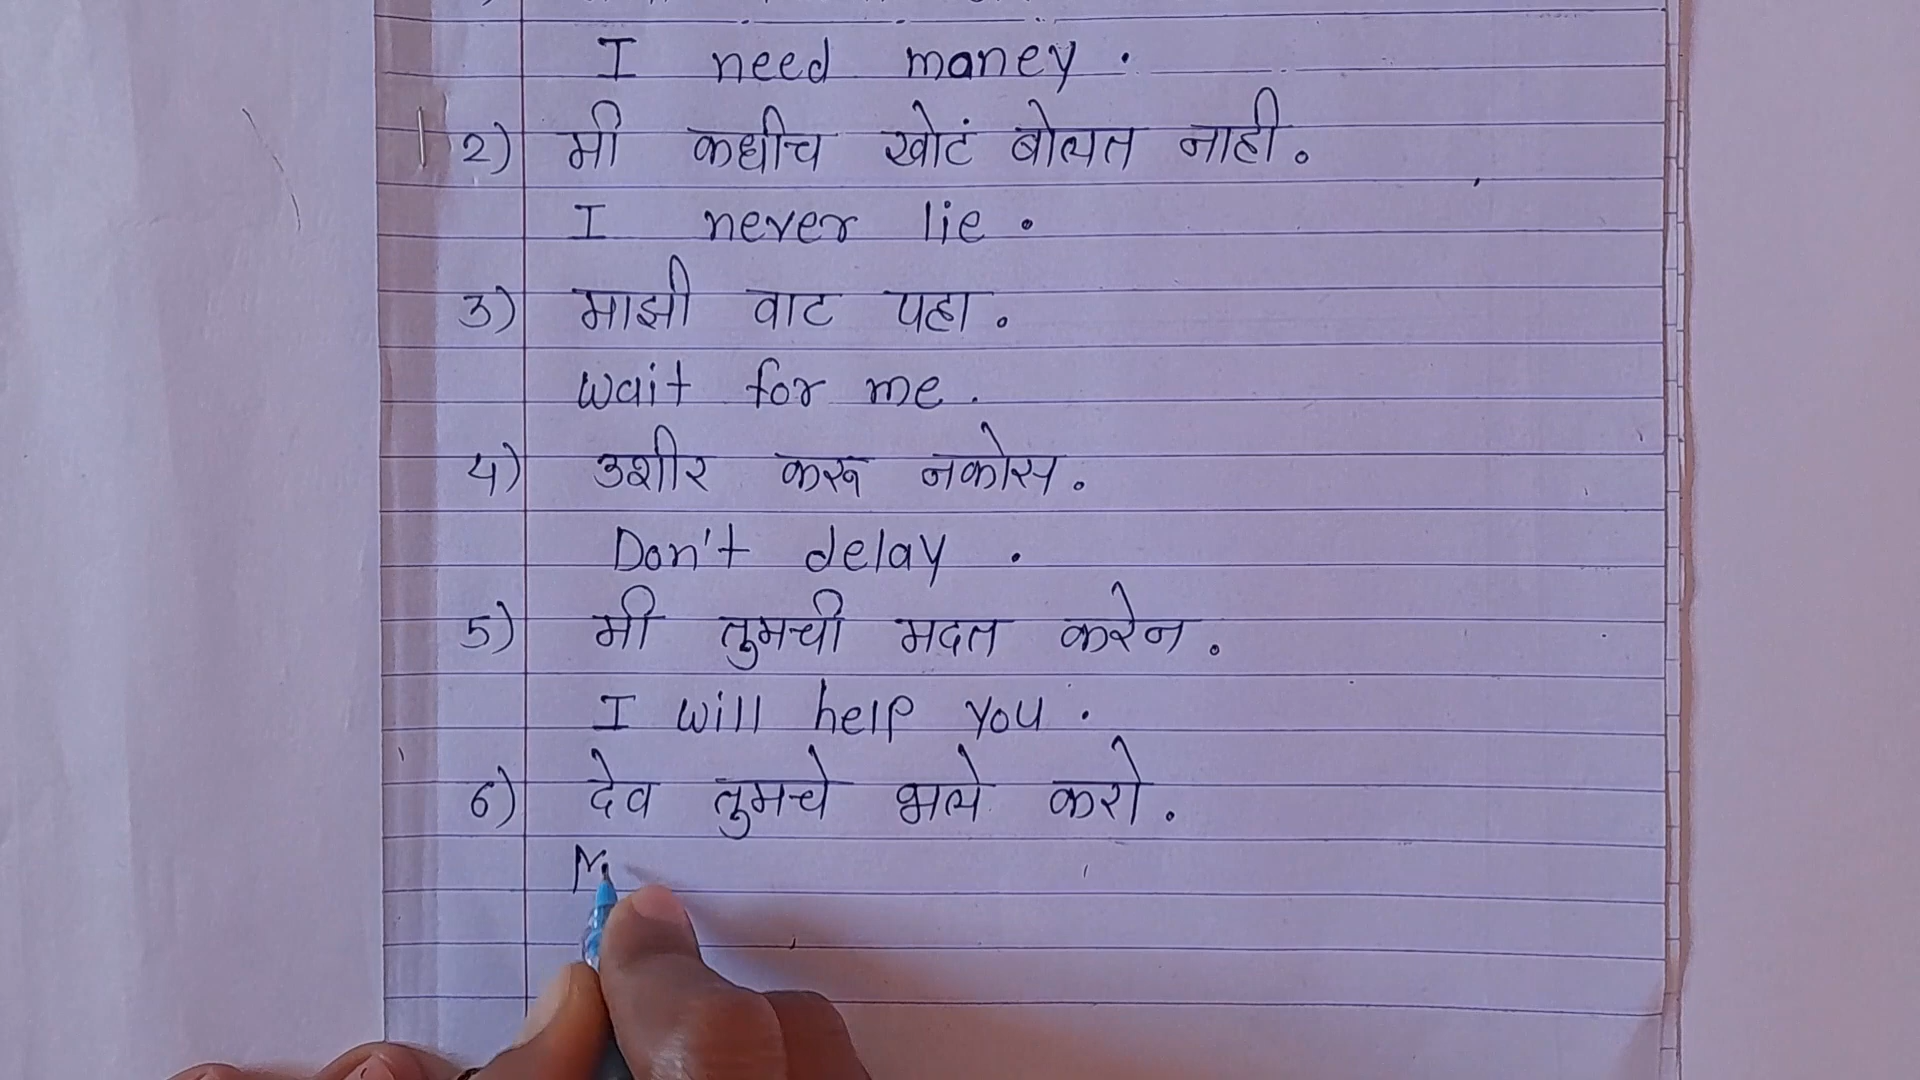 I need money.
2) मी कधीच खोटं बोलत नाही.
I never lie.
3) माझी वाट पहा.
Wait for me.
4) उशीर करू नकोस.
Don't delay.
5) मी तुमची मदत करेन.
I will help you.
6) देव तुमचे भले करो.